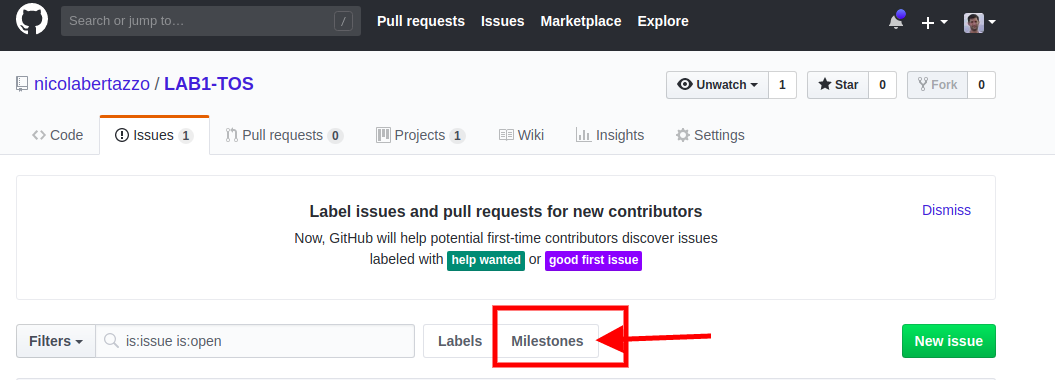 Search or jump to… / Pull requests Issues Marketplace Explore
nicolabertazzo / LAB1-TOS Unwatch 1 Star 0 Fork 0
Code Issues 1 Pull requests 0 Projects 1 Wiki Insights Settings
Label issues and pull requests for new contributors Dismiss
Now, GitHub will help potential first-time contributors discover issues
labeled with help wanted or good first issue
Filters is:issue is:open Labels Milestones New issue